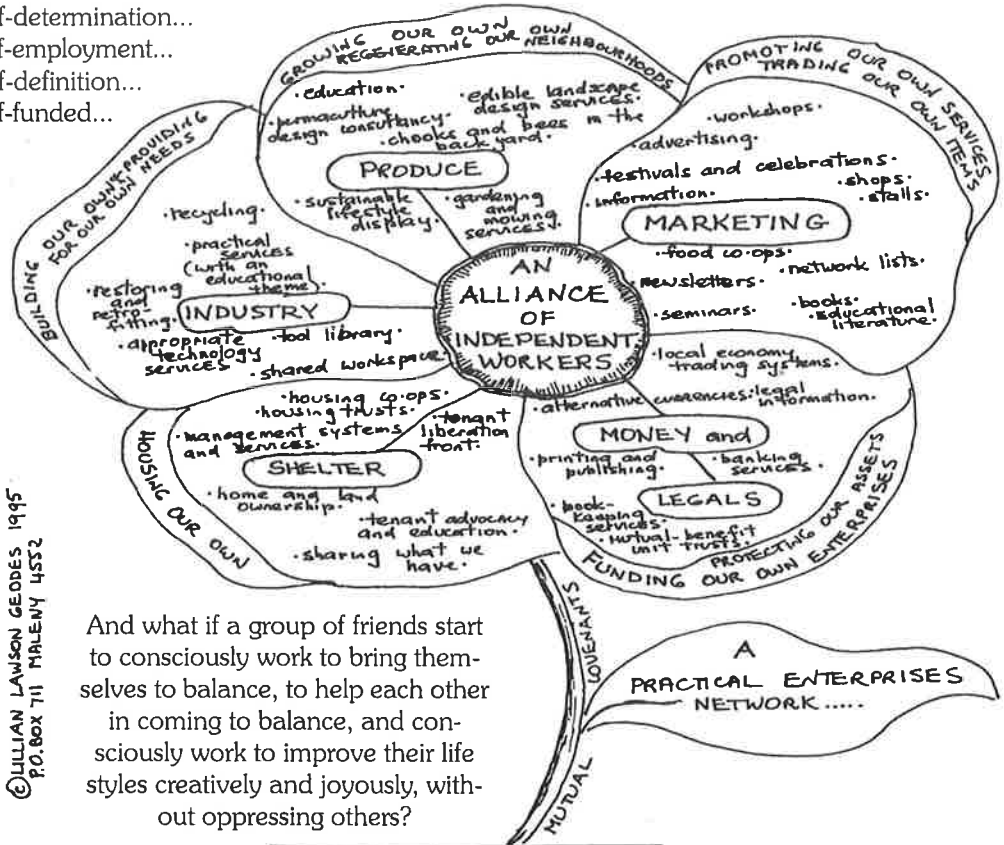 f-determination...
f-employment...
f-definition...
f-funded...
GROWING OUR OWN
REGENERATING OUR OWN NEIGHBOURHOODS
• education.
• permaculture design consultancy.
• edible landscape design services.
• chooks and bees in the back yard.
PRODUCE
• sustainable lifestyle display.
• gardening and mowing services.
PROMOTING OUR OWN SERVICES
TRADING OUR OWN ITEMS
• workshops.
• advertising.
• festivals and celebrations.
• information.
• shops.
• stalls.
MARKETING
• food co-ops.
• newsletters.
• network lists.
• seminars.
• books.
• educational literature.
BUILDING OUR OWN & PROVIDING
FOR OUR OWN NEEDS
• recycling.
• practical services (with an educational theme).
• restoring and retro-fitting.
INDUSTRY
• appropriate technology services
• tool library.
• shared workspace.
AN
ALLIANCE
OF
INDEPENDENT
WORKERS
HOUSING OUR OWN
• housing co-ops.
• housing trusts.
• management systems and services.
• tenant liberation front.
SHELTER
• home and land ownership.
• tenant advocacy and education.
• sharing what we have.
• local economy trading systems.
• alternative currencies.
• legal information.
MONEY and
• printing and publishing.
• banking services.
LEGALS
• book-keeping services.
• mutual-benefit unit trusts.
PROTECTING OUR ASSETS
FUNDING OUR OWN ENTERPRISES
MUTUAL COVENANTS
A
PRACTICAL ENTERPRISES
NETWORK.....
And what if a group of friends start
to consciously work to bring them-
selves to balance, to help each other
in coming to balance, and con-
sciously work to improve their life
styles creatively and joyously, with-
out oppressing others?
© LILLIAN LAWSON GEDDES 1995
P.O. BOX 711 MALENY 4552